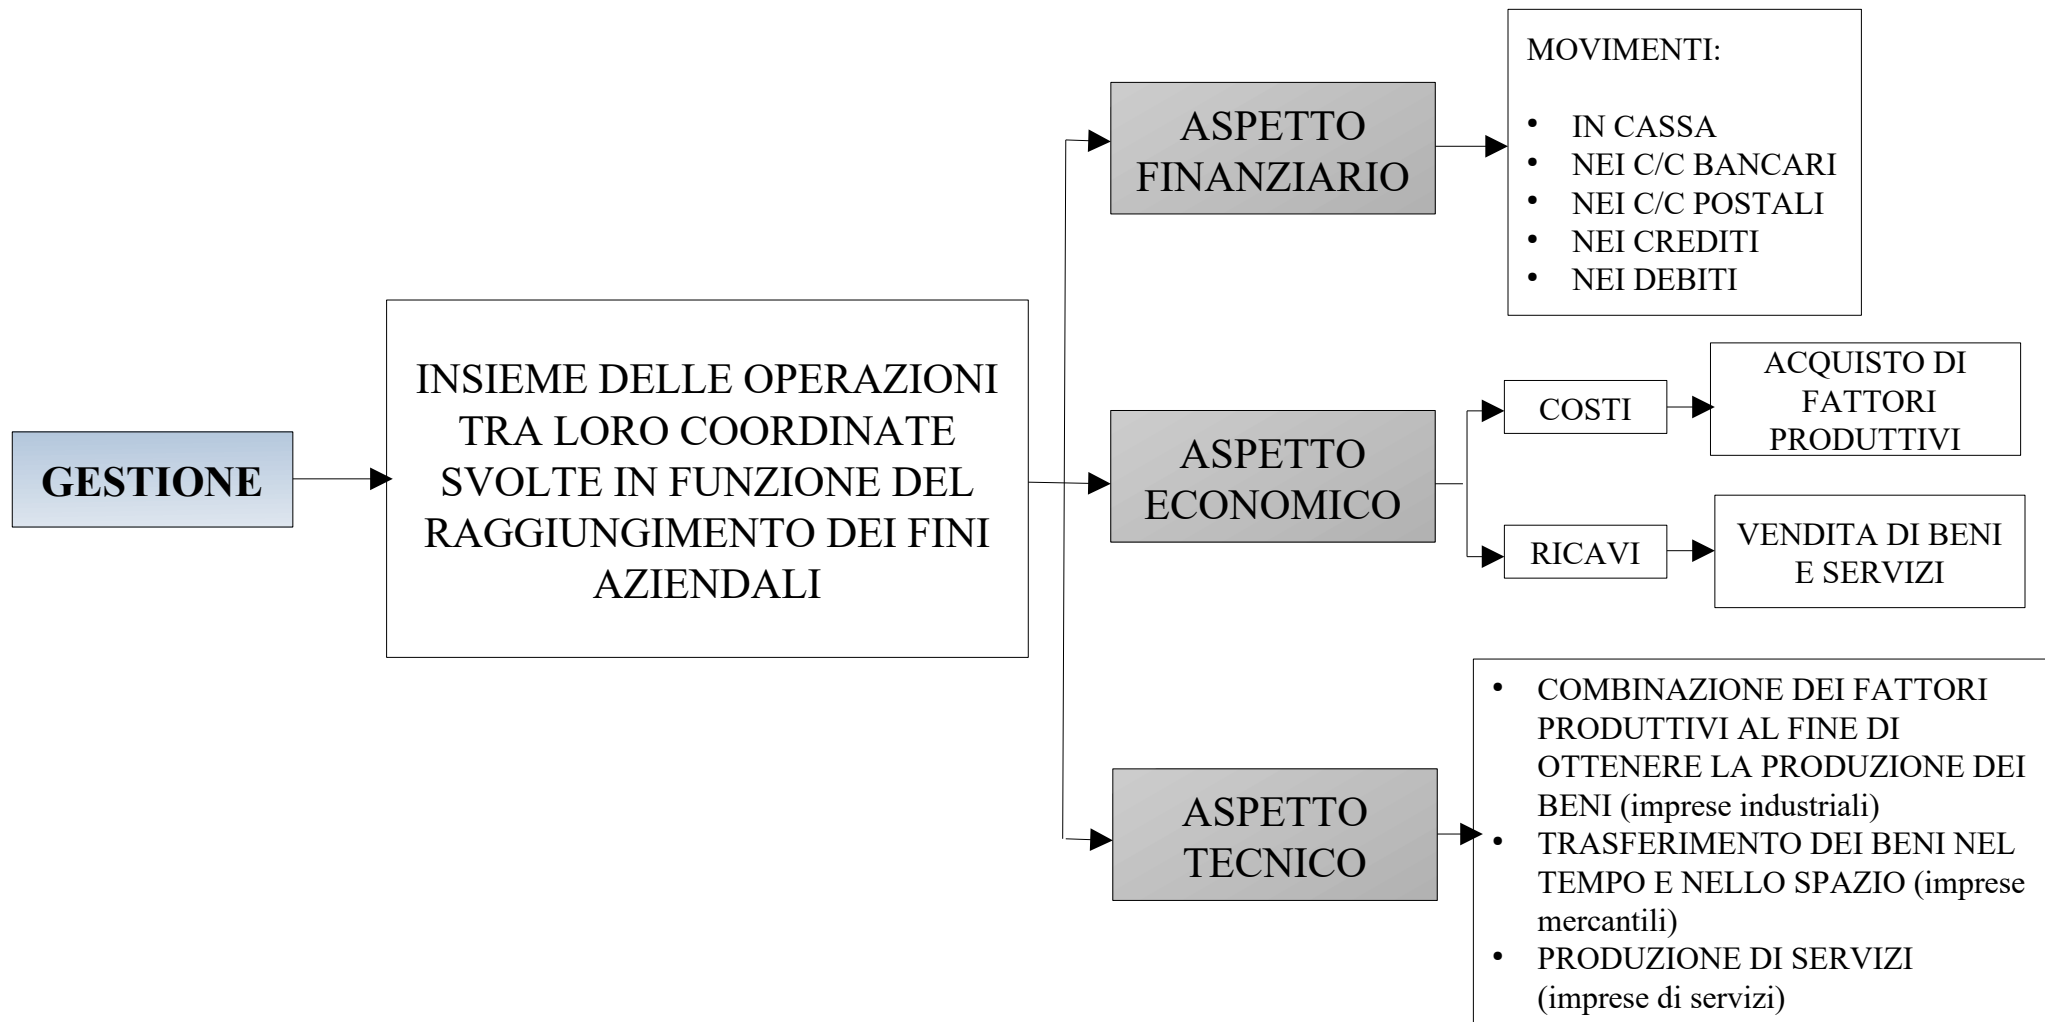 GESTIONE
INSIEME DELLE OPERAZIONI
TRA LORO COORDINATE
SVOLTE IN FUNZIONE DEL
RAGGIUNGIMENTO DEI FINI
AZIENDALI
ASPETTO
FINANZIARIO
MOVIMENTI:
• IN CASSA
• NEI C/C BANCARI
• NEI C/C POSTALI
• NEI CREDITI
• NEI DEBITI
ASPETTO
ECONOMICO
COSTI
ACQUISTO DI
FATTORI
PRODUTTIVI
RICAVI
VENDITA DI BENI
E SERVIZI
ASPETTO
TECNICO
• COMBINAZIONE DEI FATTORI
PRODUTTIVI AL FINE DI
OTTENERE LA PRODUZIONE DEI
BENI (imprese industriali)
• TRASFERIMENTO DEI BENI NEL
TEMPO E NELLO SPAZIO (imprese
mercantili)
• PRODUZIONE DI SERVIZI
(imprese di servizi)